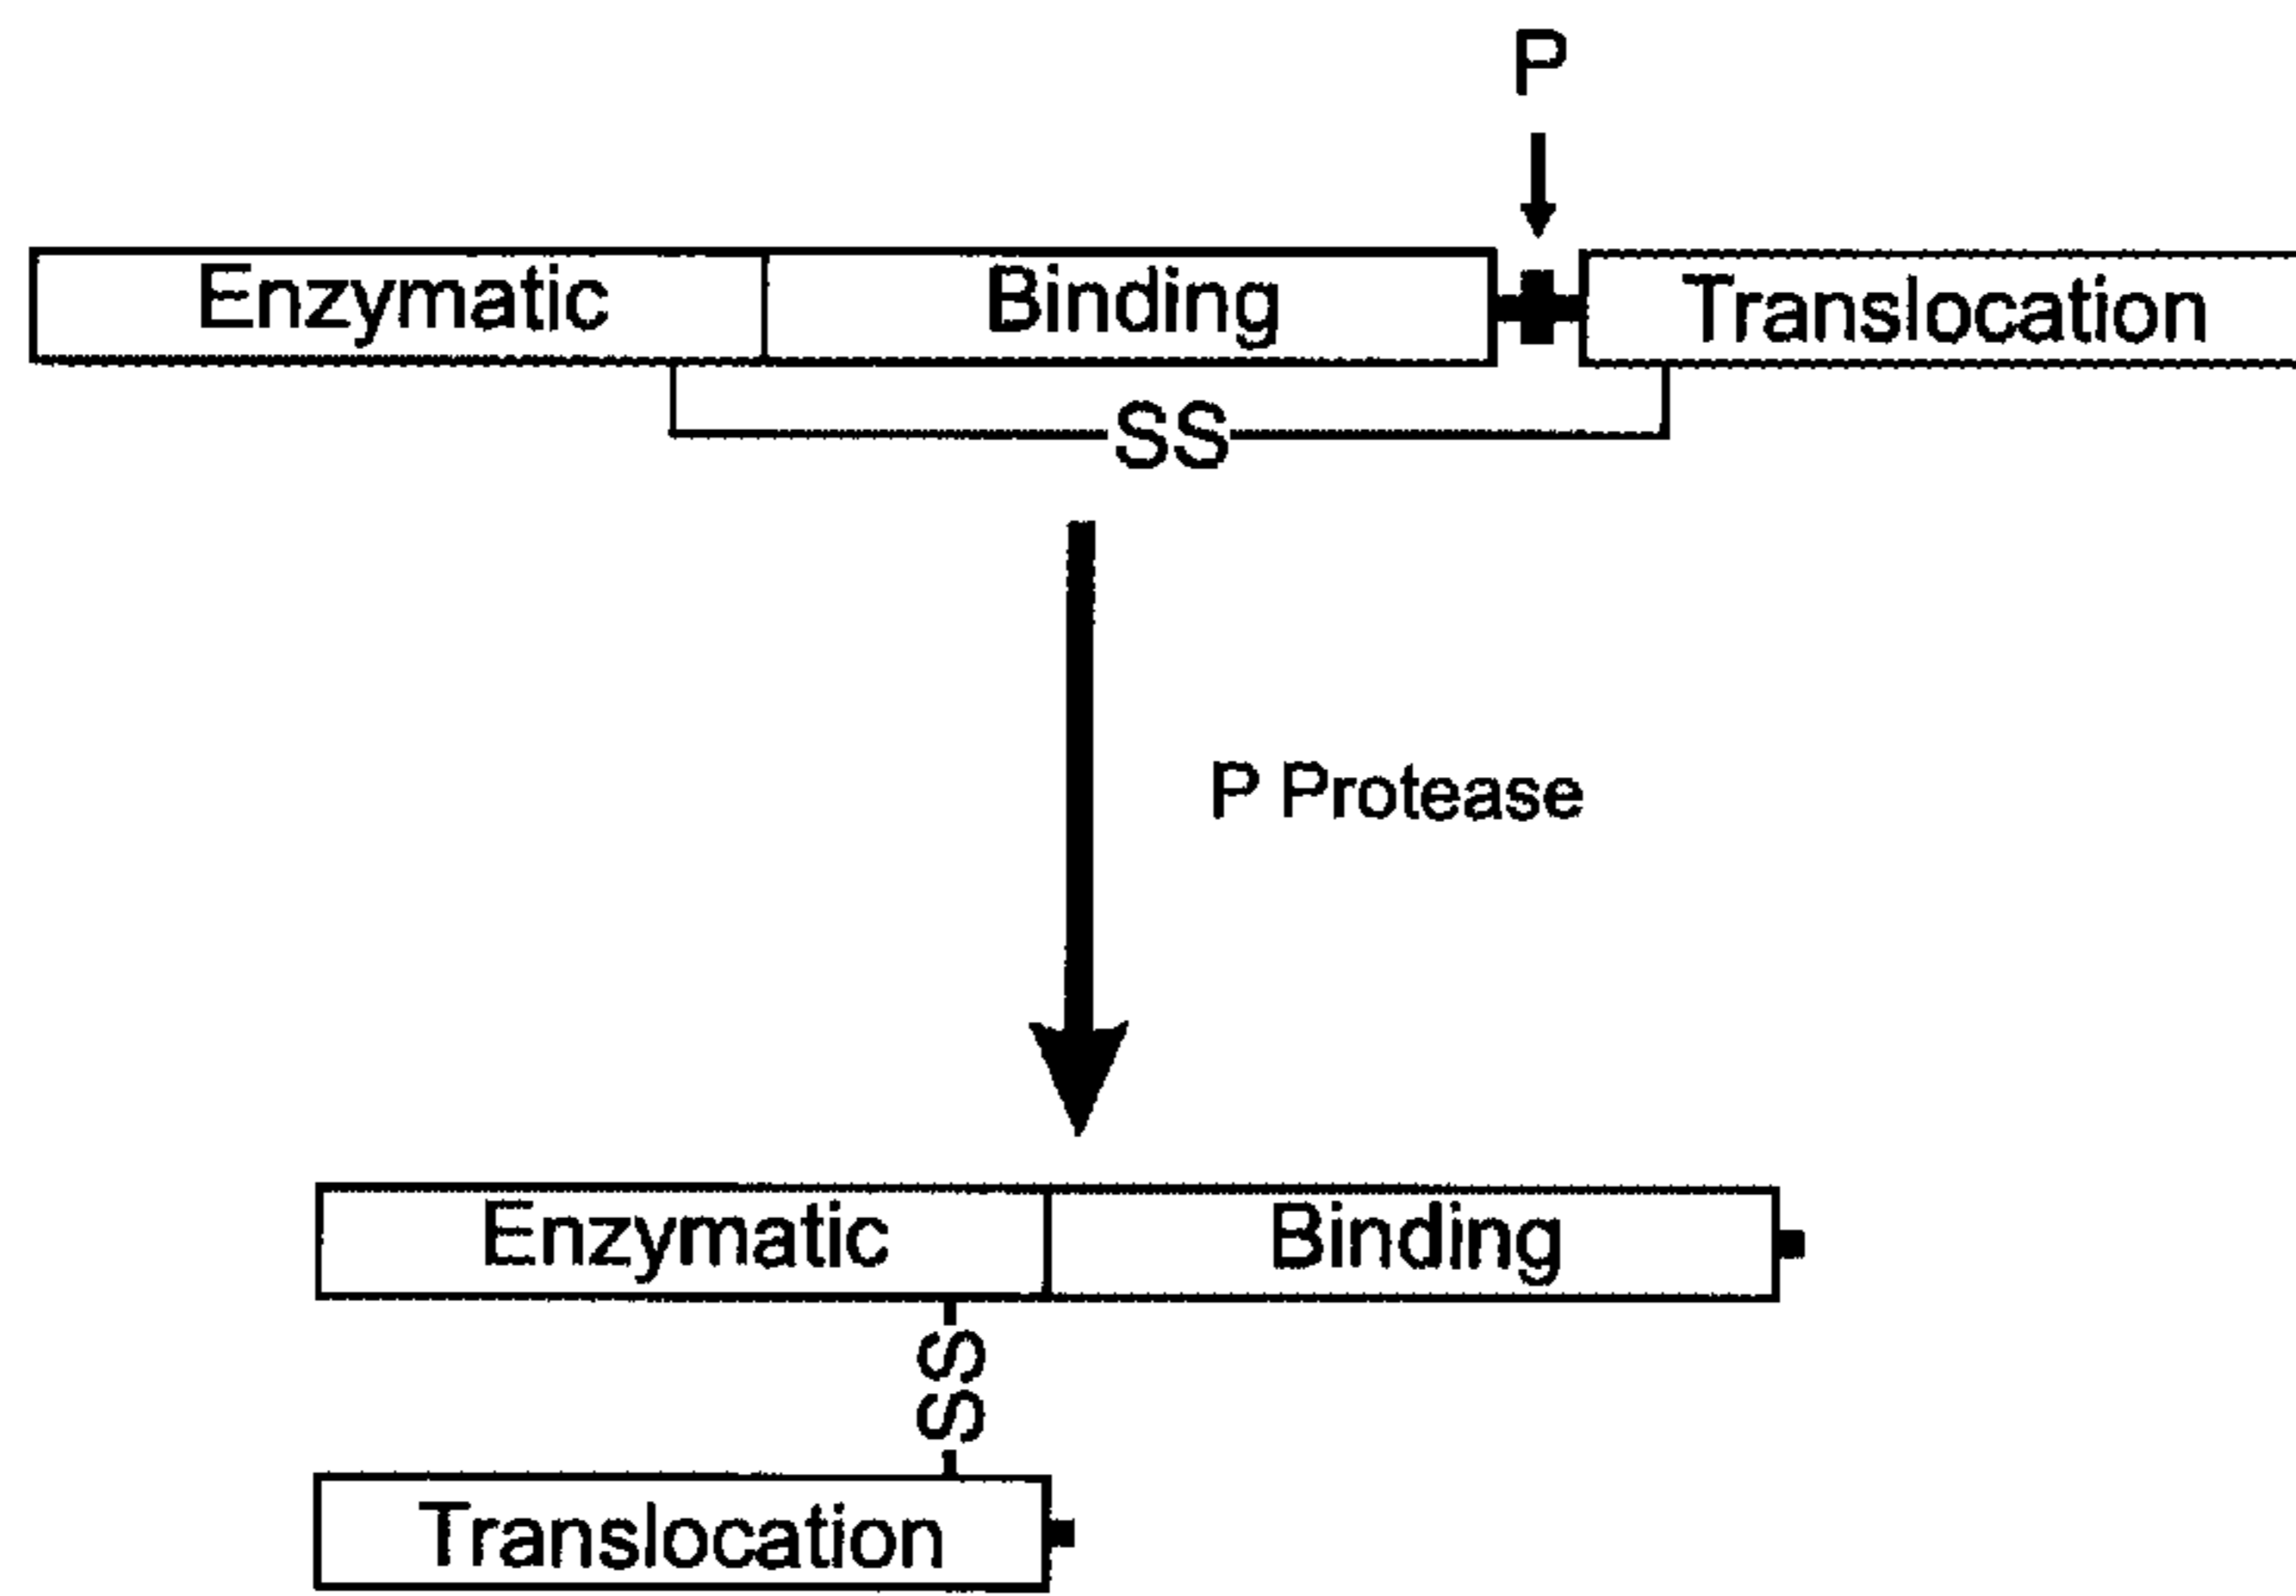 P
Enzymatic Binding Translocation
SS
P Protease
Enzymatic Binding
SS
Translocation